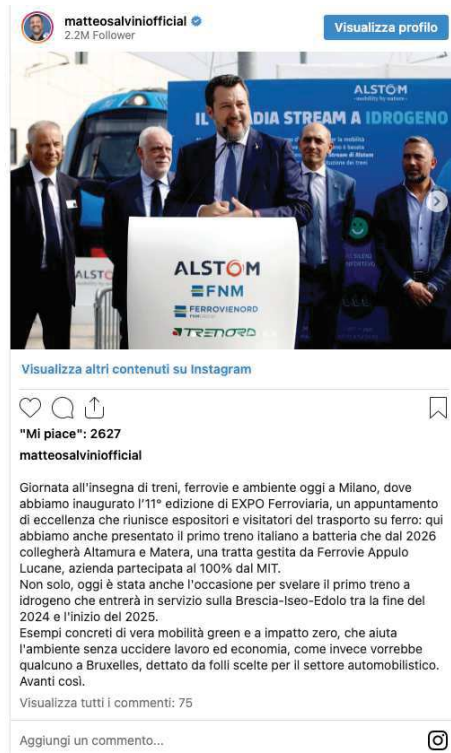 matteosalviniofficial
2.2M Follower
Visualizza profilo
ALSTOM
mobility by nature
IL
DIA STREAM A IDROGENO
ALSTOM
FNM
FERROVIENORD
TRENORD
Visualizza altri contenuti su Instagram
"Mi piace": 2627
matteosalviniofficial
Giornata all'insegna di treni, ferrovie e ambiente oggi a Milano, dove
abbiamo inaugurato l'11° edizione di EXPO Ferroviaria, un appuntamento
di eccellenza che riunisce espositori e visitatori del trasporto su ferro: qui
abbiamo anche presentato il primo treno italiano a batteria che dal 2026
collegherà Altamura e Matera, una tratta gestita da Ferrovie Appulo
Lucane, azienda partecipata al 100% dal MIT.
Non solo, oggi è stata anche l'occasione per svelare il primo treno a
idrogeno che entrerà in servizio sulla Brescia-Iseo-Edolo tra la fine del
2024 e l'inizio del 2025.
Esempi concreti di vera mobilità green e a impatto zero, che aiuta
l'ambiente senza uccidere lavoro ed economia, come invece vorrebbe
qualcuno a Bruxelles, dettato da folli scelte per il settore automobilistico.
Avanti così.
Visualizza tutti i commenti: 75
Aggiungi un commento...